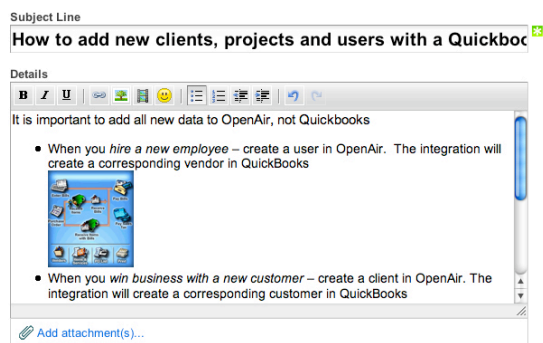 Subject Line
How to add new clients, projects and users with a Quickboo
Details
B I U
It is important to add all new data to OpenAir, not Quickbooks
• When you hire a new employee – create a user in OpenAir. The integration will
create a corresponding vendor in QuickBooks
• When you win business with a new customer – create a client in OpenAir. The
integration will create a corresponding customer in QuickBooks
Add attachment(s)...